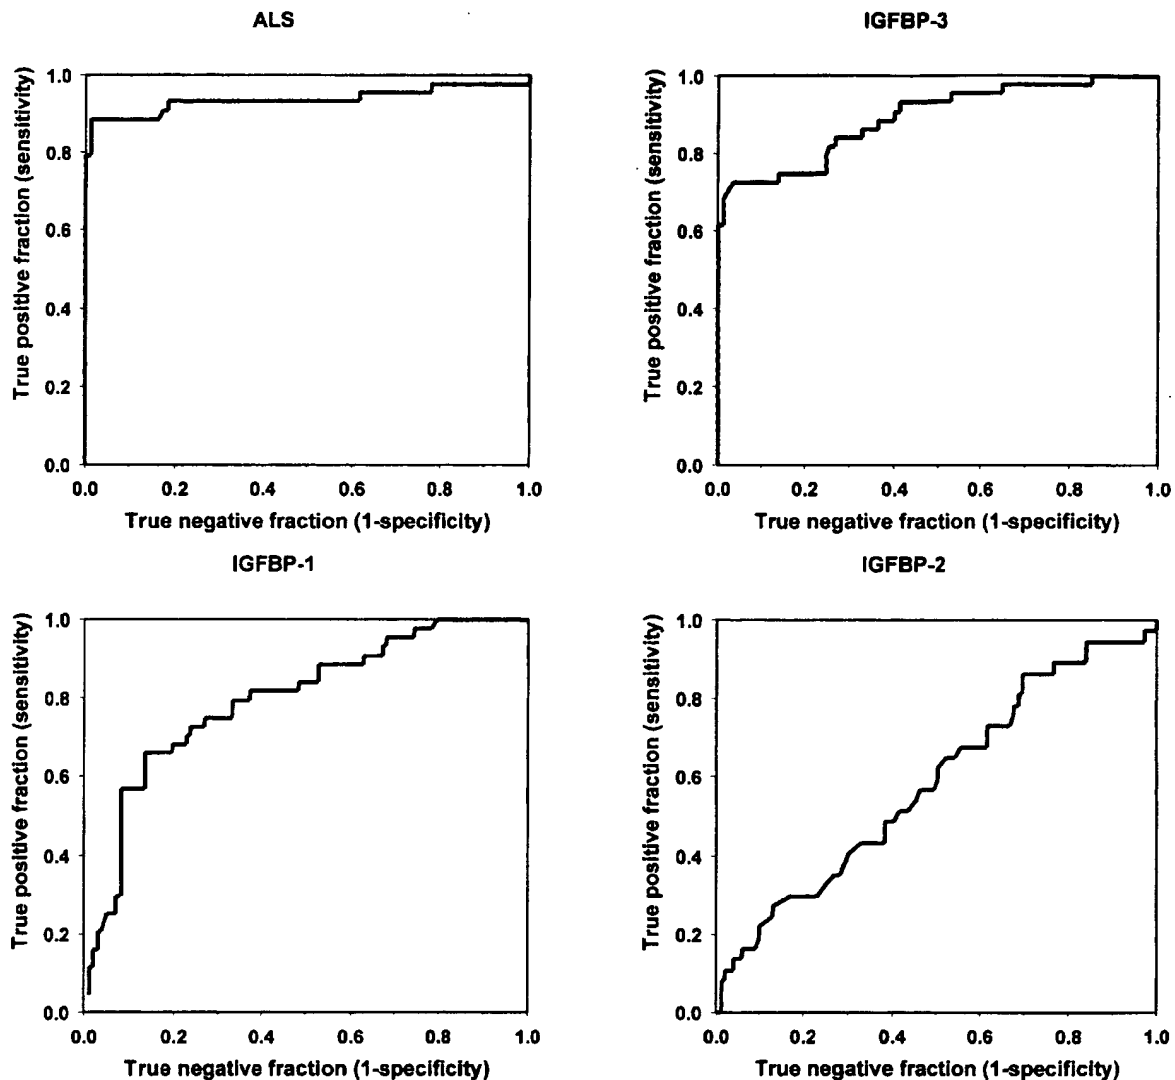 ALS
True positive fraction (sensitivity)
1.0
0.8
0.6
0.4
0.2
0.0
0.0 0.2 0.4 0.6 0.8 1.0
True negative fraction (1-specificity)
IGFBP-3
True positive fraction (sensitivity)
1.0
0.8
0.6
0.4
0.2
0.0
0.0 0.2 0.4 0.6 0.8 1.0
True negative fraction (1-specificity)
IGFBP-1
True positive fraction (sensitivity)
1.0
0.8
0.6
0.4
0.2
0.0
0.0 0.2 0.4 0.6 0.8 1.0
True negative fraction (1-specificity)
IGFBP-2
True positive fraction (sensitivity)
1.0
0.8
0.6
0.4
0.2
0.0
0.0 0.2 0.4 0.6 0.8 1.0
True negative fraction (1-specificity)